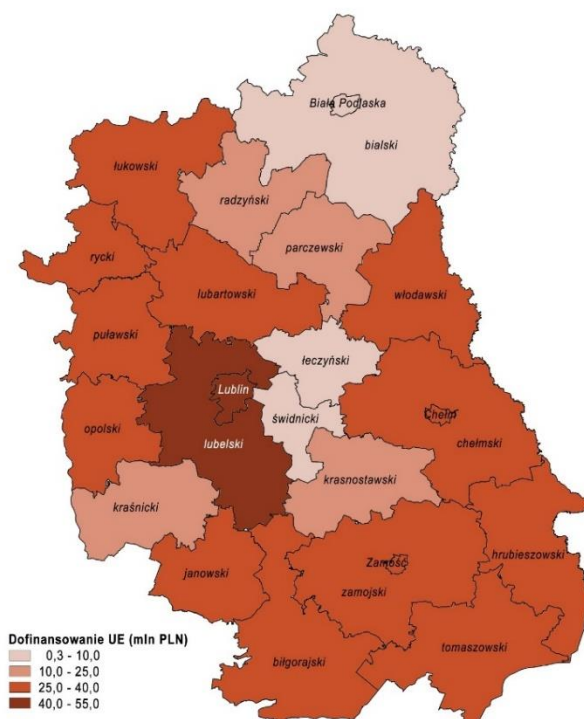 Biała Podlaska
bialski
łukowski
radzyński
rycki
parczewski
lubartowski
włodawski
puławski
łeczyński
Lublin
świdnicki
opolski
Chełm
lubelski
chełmski
krasnostawski
kraśnicki
hrubieszowski
Zamość
janowski
zamojski
tomaszowski
biłgorajski
Dofinansowanie UE (mln PLN)
0,3 - 10,0
10,0 - 25,0
25,0 - 40,0
40,0 - 55,0